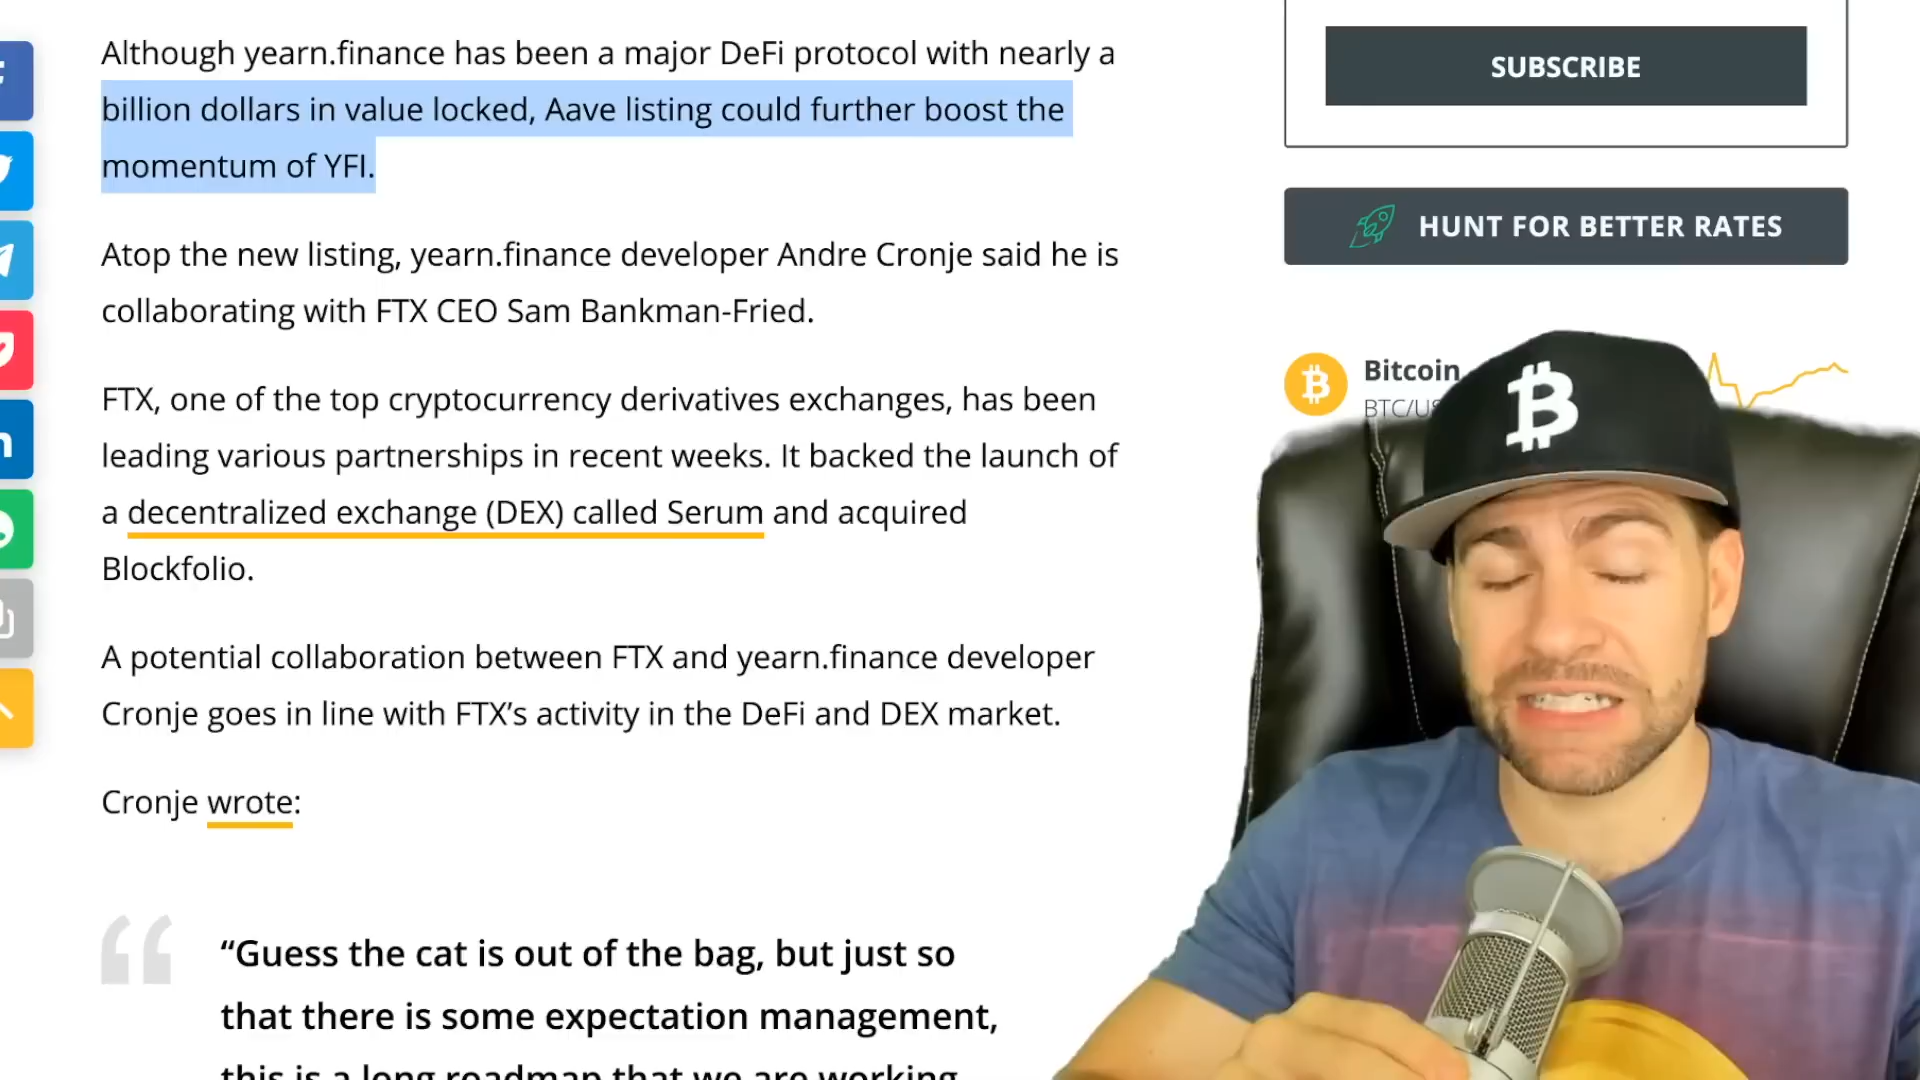 Although yearn.finance has been a major DeFi protocol with nearly a
billion dollars in value locked, Aave listing could further boost the
momentum of YFI.
Atop the new listing, yearn.finance developer Andre Cronje said he is
collaborating with FTX CEO Sam Bankman-Fried.
FTX, one of the top cryptocurrency derivatives exchanges, has been
leading various partnerships in recent weeks. It backed the launch of
a decentralized exchange (DEX) called Serum and acquired
Blockfolio.
A potential collaboration between FTX and yearn.finance developer
Cronje goes in line with FTX’s activity in the DeFi and DEX market.
Cronje wrote:
“Guess the cat is out of the bag, but just so
that there is some expectation management,
this is a long roadmap that we are working
SUBSCRIBE
HUNT FOR BETTER RATES
Bitcoin
BTC/US